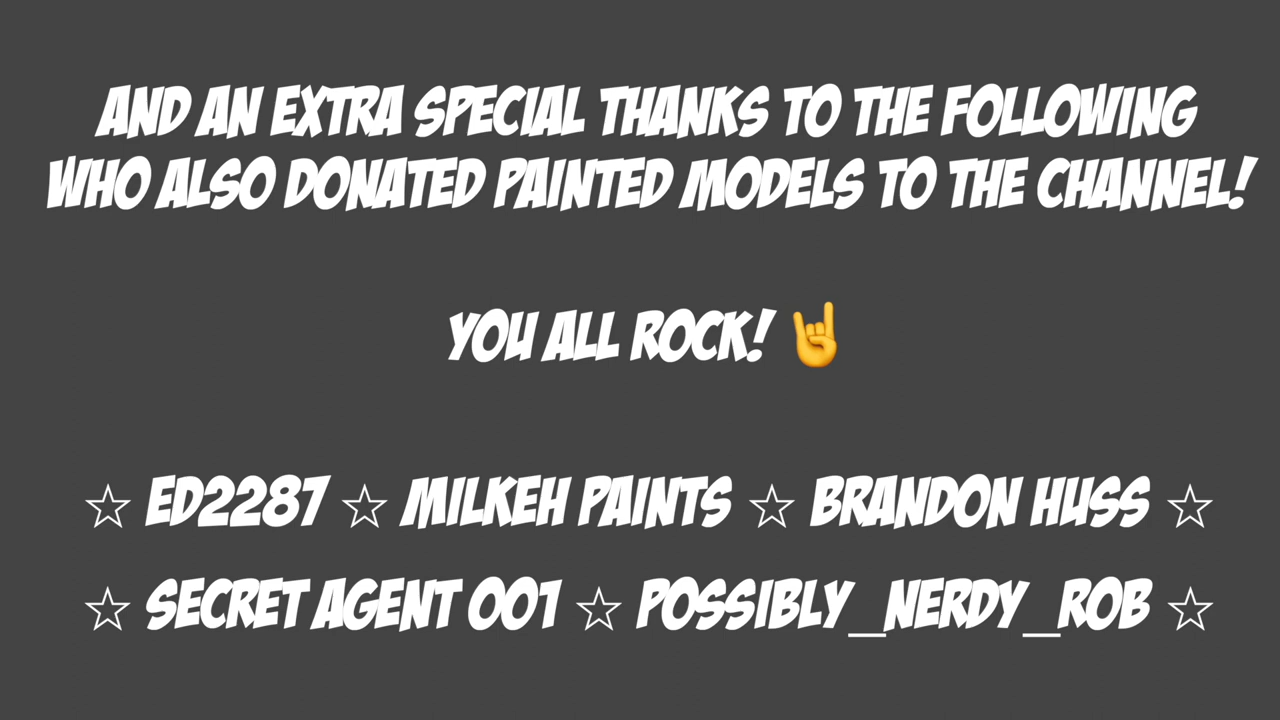 AND AN EXTRA SPECIAL THANKS TO THE FOLLOWING
WHO ALSO DONATED PAINTED MODELS TO THE CHANNEL!
YOU ALL ROCK! 🤘
☆ ED2287 ☆ MILKEH PAINTS ☆ BRANDON HUSS ☆
☆ SECRET AGENT 001 ☆ POSSIBLY_NERDY_ROB ☆